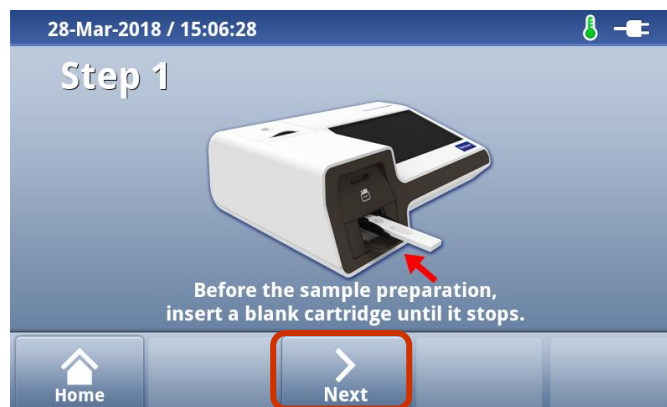 28-Mar-2018 / 15:06:28
Step 1
Before the sample preparation,
insert a blank cartridge until it stops.
Home
Next